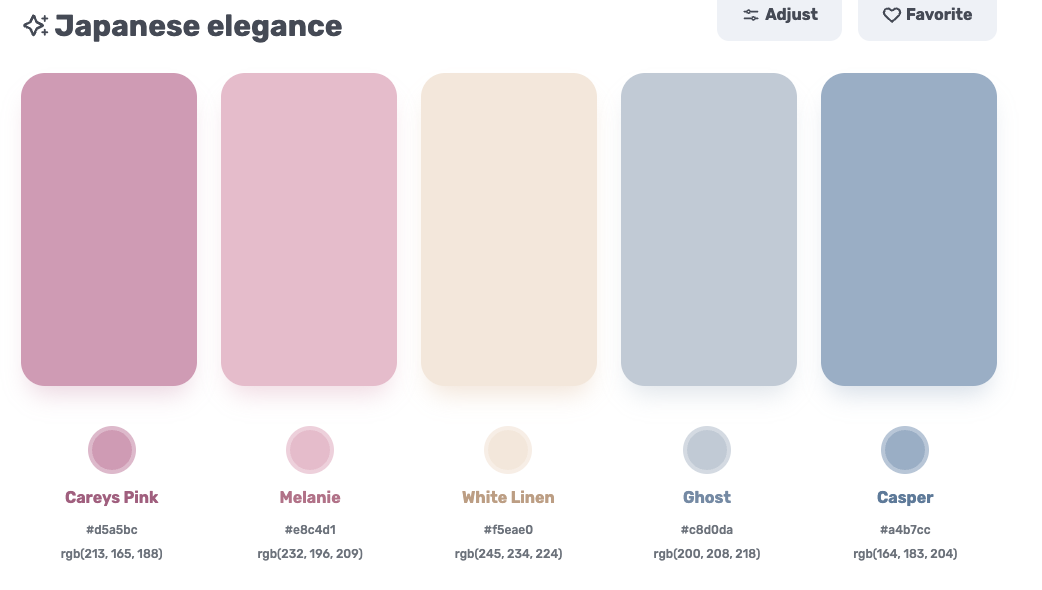 Japanese elegance
Adjust
Favorite
Careys Pink
#d5a5bc
rgb(213, 165, 188)
Melanie
#e8c4d1
rgb(232, 196, 209)
White Linen
#f5eae0
rgb(245, 234, 224)
Ghost
#c8d0da
rgb(200, 208, 218)
Casper
#a4b7cc
rgb(164, 183, 204)